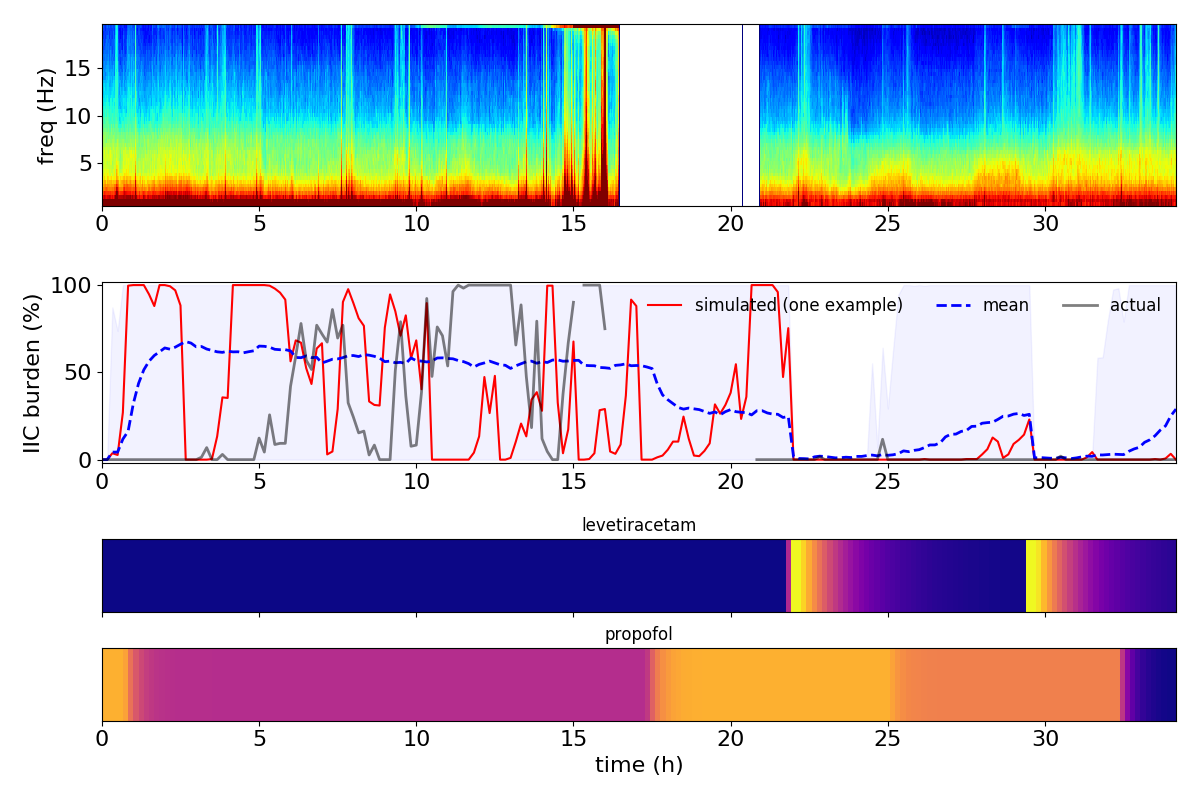 freq (Hz)
15
10
5
0 5 10 15 20 25 30
IIC burden (%)
100
50
0
simulated (one example) mean actual
0 5 10 15 20 25 30
levetiracetam
propofol
0 5 10 15 20 25 30
time (h)